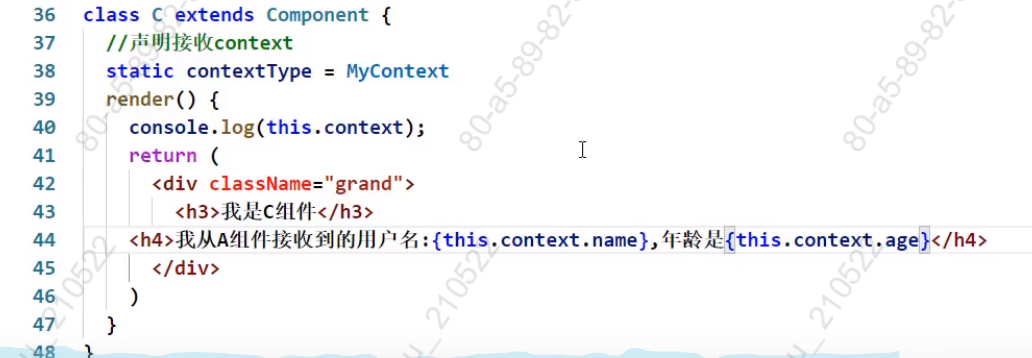 36 class C extends Component {
37 //声明接收context
38 static contextType = MyContext
39 render() {
40 console.log(this.context);
41 return (
42 <div className="grand">
43 <h3>我是C组件</h3>
44 <h4>我从A组件接收到的用户名:{this.context.name},年龄是{this.context.age}</h4>
45 </div>
46 )
47 }
48 }
80-a5-89-82-
80-a5-89-82-
80-a5-89-82-
u_ 210522
u_ 210522
u_ 210522